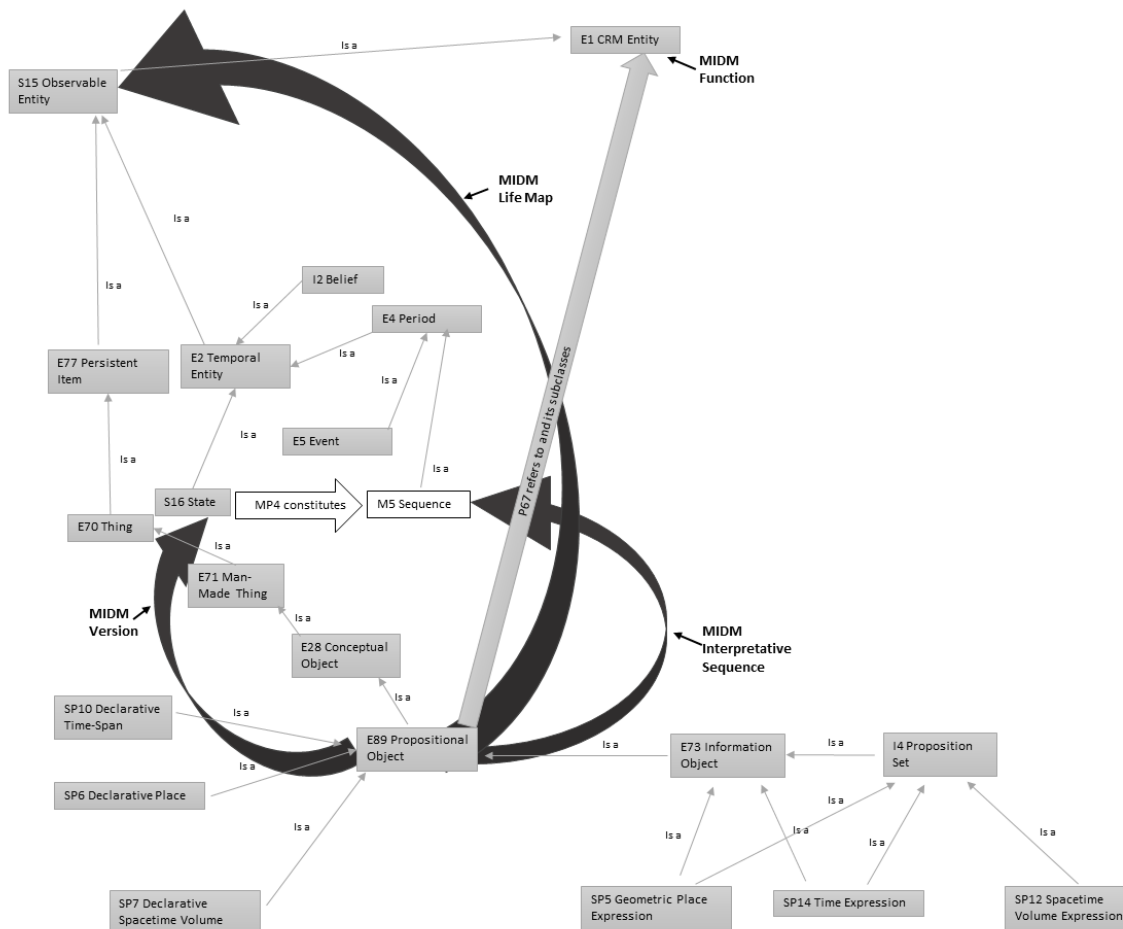 Is a
E1 CRM Entity
MIDM
Function
S15 Observable
Entity
MIDM
Life Map
Is a
Is a
I2 Belief
Is a
E4 Period
E77 Persistent
Item
E2 Temporal
Entity
Is a
Is a
P67 refers to and its subclasses
E5 Event
Is a
Is a
Is a
S16 State
MP4 constitutes
M5 Sequence
E70 Thing
Is a
E71 Man-
Made Thing
MIDM
Version
Is a
E28 Conceptual
Object
MIDM
Interpretative
Sequence
Is a
SP10 Declarative
Time-Span
Is a
E89 Propositional
Object
Is a
E73 Information
Object
Is a
I4 Proposition
Set
Is a
SP6 Declarative Place
Is a
Is a
Is a
Is a
Is a
SP7 Declarative
Spacetime Volume
SP5 Geometric Place
Expression
SP14 Time Expression
SP12 Spacetime
Volume Expression